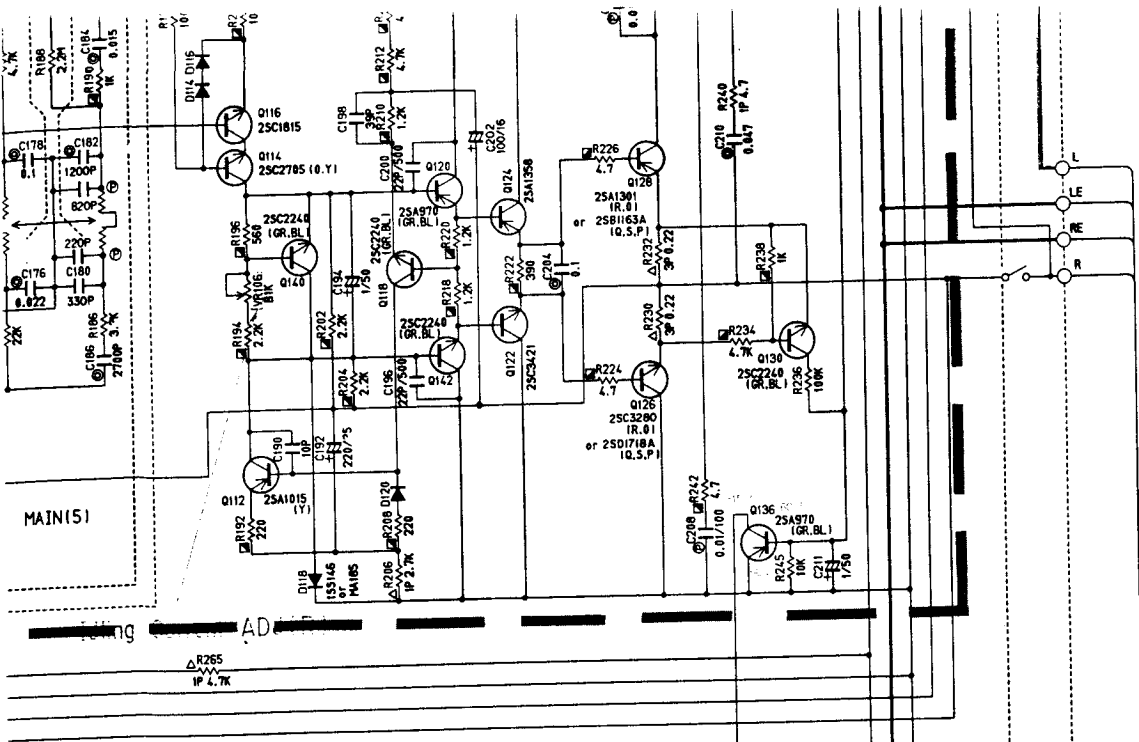 4.7K
R188
2.2M
C184
0.015
R190
1K
D116
D114
Q116
2SC1815
Q114
2SC2705 (O.Y)
C178
0.1
C182
1200P
P
820P
220P
P
C176
0.022
C180
330P
22K
R186
C186
2700P
R196
560
VR106
R194
2.2K
2SC2240
(GR.BL)
Q140
R202
2.2K
C194
1/50
R204
2.2K
C198
39P
R212
4.7K
R210
1.2K
C200
22P/500
C202
100/16
Q120
2SA970
(GR.BL)
2SC2240
(GR.BL)
Q118
R220
1.2K
R218
1.2K
2SC2240
(GR.BL)
Q142
C196
22P/500
Q124
2SA1358
R222
390
C204
0.1
Q122
2SC3421
R226
4.7
Q128
2SA1301
(R.O)
or 2SB1163A
(Q.S.P)
R232
3P 0.22
R230
3P 0.22
R224
4.7
Q126
2SC3280
(R.O)
or 2SD1718A
(Q.S.P)
R240
1P 4.7
C210
0.047
R238
1K
R234
4.7K
Q130
2SC2240
(GR.BL)
R236
100K
L
LE
RE
R
C190
10P
C192
220/25
Q112
2SA1015
(Y)
R192
220
D120
R208
220
R206
1P 2.7K
D118
1SS146
or
MA185
R242
4.7
P
C208
0.01/100
Q136
2SA970
(GR.BL)
R245
10K
C211
1/50
MAIN(5)
R265
1P 4.7K